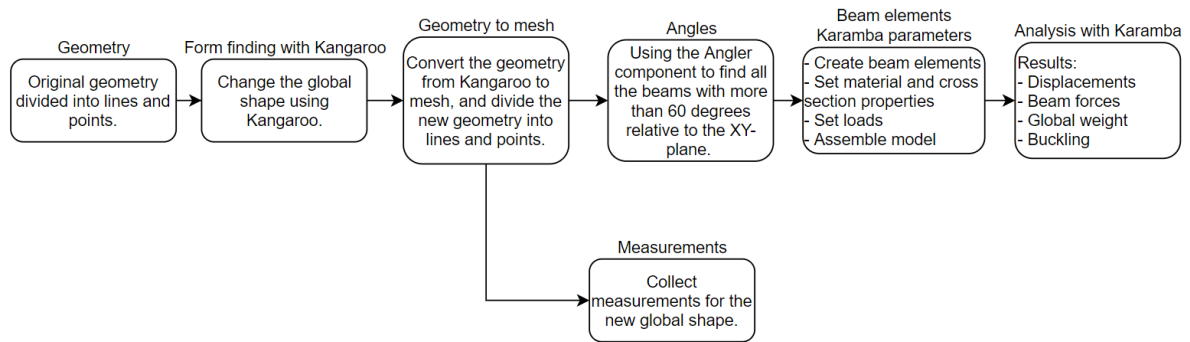 Geometry
Original geometry
divided into lines and
points.
Form finding with Kangaroo
Change the global
shape using
Kangaroo.
Geometry to mesh
Convert the geometry
from Kangaroo to
mesh, and divide the
new geometry into
lines and points.
Angles
Using the Angler
component to find all
the beams with more
than 60 degrees
relative to the XY-
plane.
Beam elements
Karamba parameters
- Create beam elements
- Set material and cross
section properties
- Set loads
- Assemble model
Analysis with Karamba
Results:
- Displacements
- Beam forces
- Global weight
- Buckling
Measurements
Collect
measurements for the
new global shape.